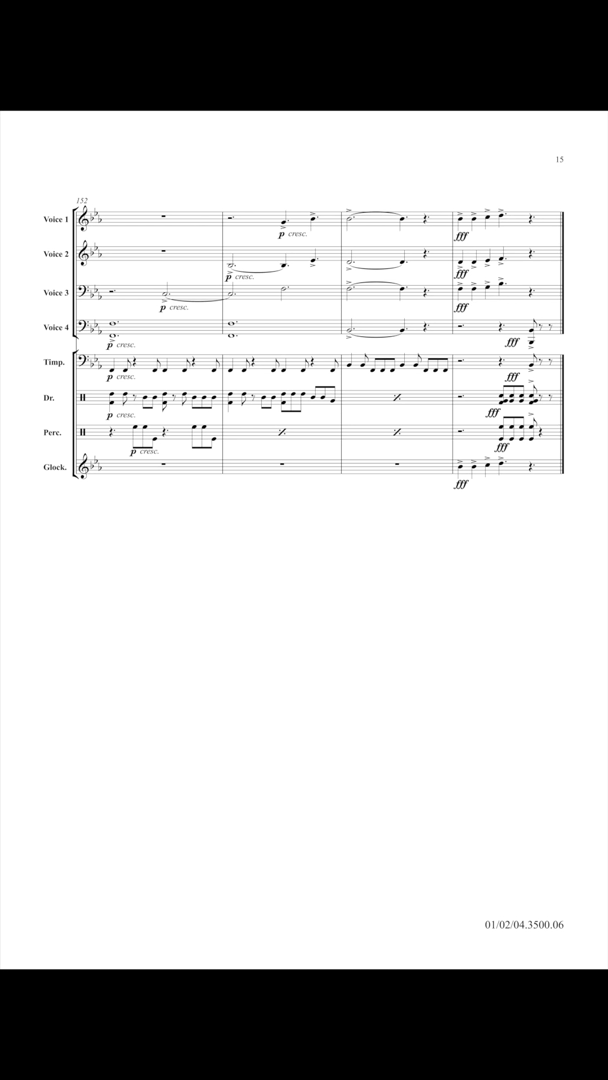 15
152
Voice 1
p cresc.
fff
Voice 2
p cresc.
fff
Voice 3
p cresc.
fff
Voice 4
p cresc.
fff
Timp.
p cresc.
fff
Dr.
p cresc.
fff
Perc.
p cresc.
fff
Glock.
fff
01/02/04.3500.06